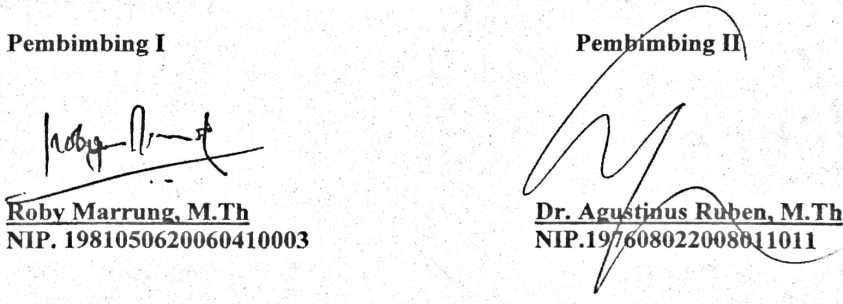 Pembimbing I
Pembimbing II
Roby Marrung, M.Th
NIP. 1981050620060410003
Dr. Agustinus Ruben, M.Th
NIP.197608022008011011